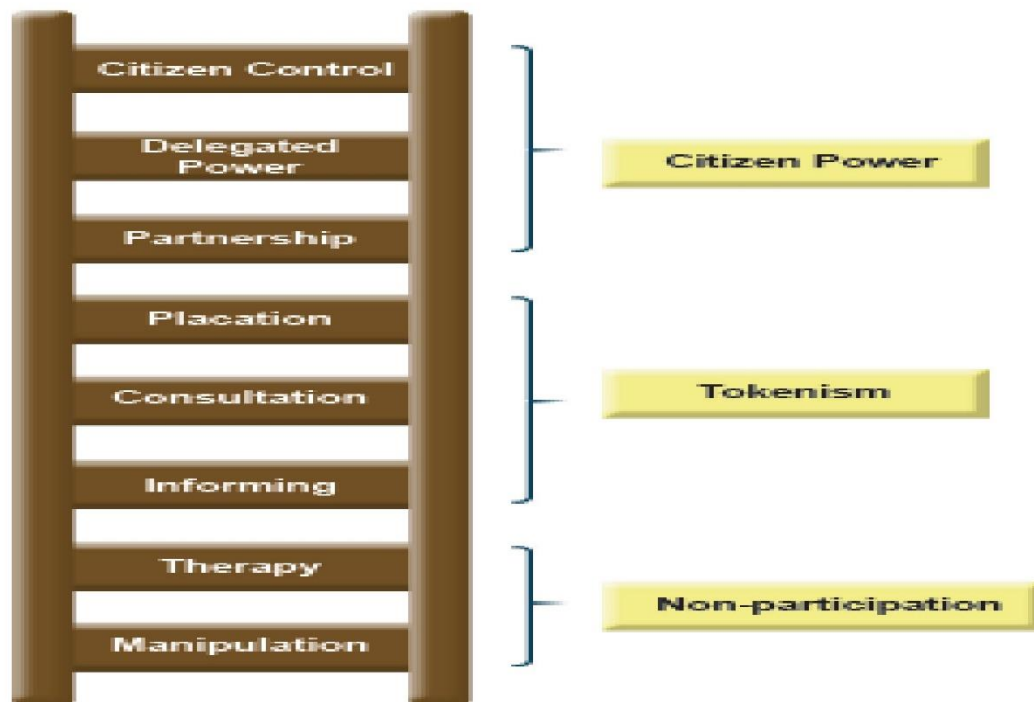 Citizen Control
Delegated
Power
Partnership
Citizen Power
Placation
Consultation
Informing
Tokenism
Therapy
Manipulation
Non-participation